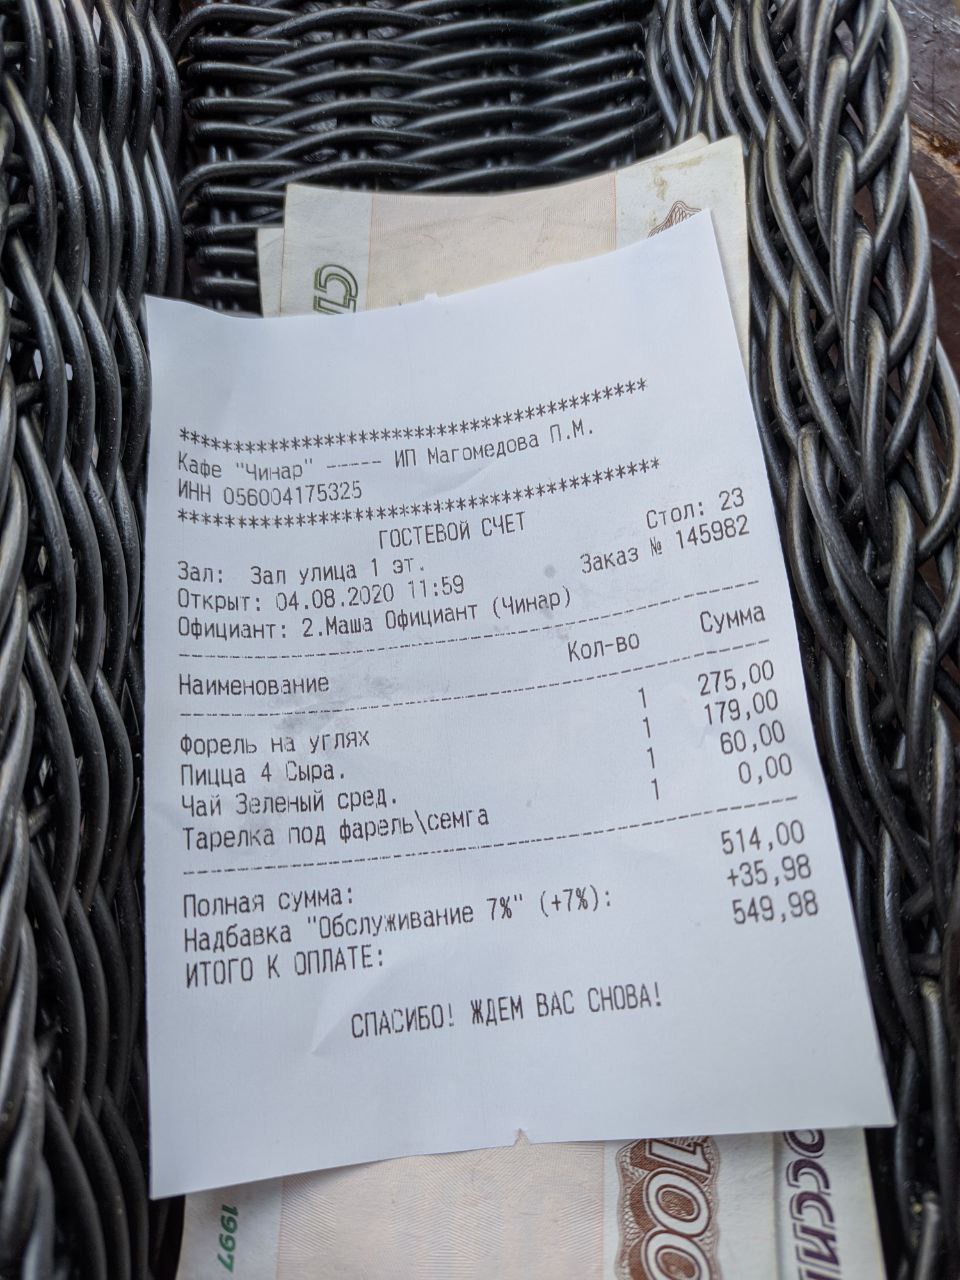 ***************************************
Кафе "Чинар" ----- ИП Магомедова П.М.
ИНН 056004175325
***************************************
ГОСТЕВОЙ СЧЕТ
Зал: Зал улица 1 эт. Стол: 23
Открыт: 04.08.2020 11:59 Заказ № 145982
Официант: 2.Маша Официант (Чинар)
Наименование Кол-во Сумма
Форель на углях 1 275,00
Пицца 4 Сыра. 1 179,00
Чай Зеленый сред. 1 60,00
Тарелка под фарель\семга 1 0,00
Полная сумма: 514,00
Надбавка "Обслуживание 7%" (+7%): +35,98
ИТОГО К ОПЛАТЕ: 549,98
СПАСИБО! ЖДЕМ ВАС СНОВА!
1997
100